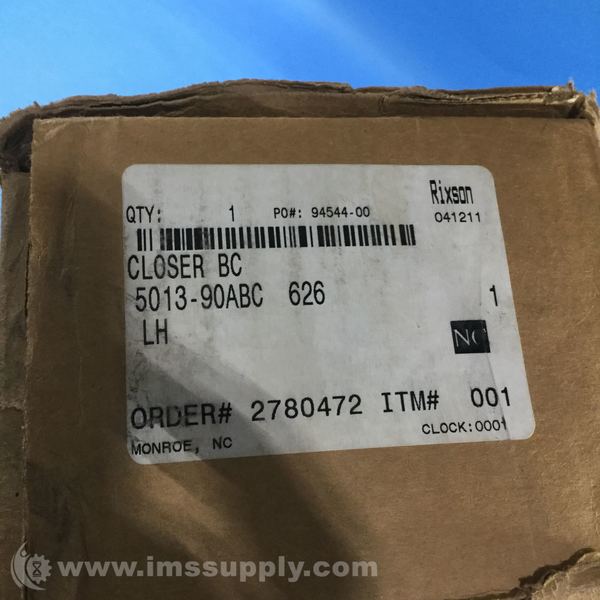 Rixson
QTY: 1 PO#: 94544-00 041211
CLOSER BC
5013-90ABC 626 1
LH
NC
ORDER# 2780472 ITM# 001
MONROE, NC CLOCK:0001
www.imssupply.com